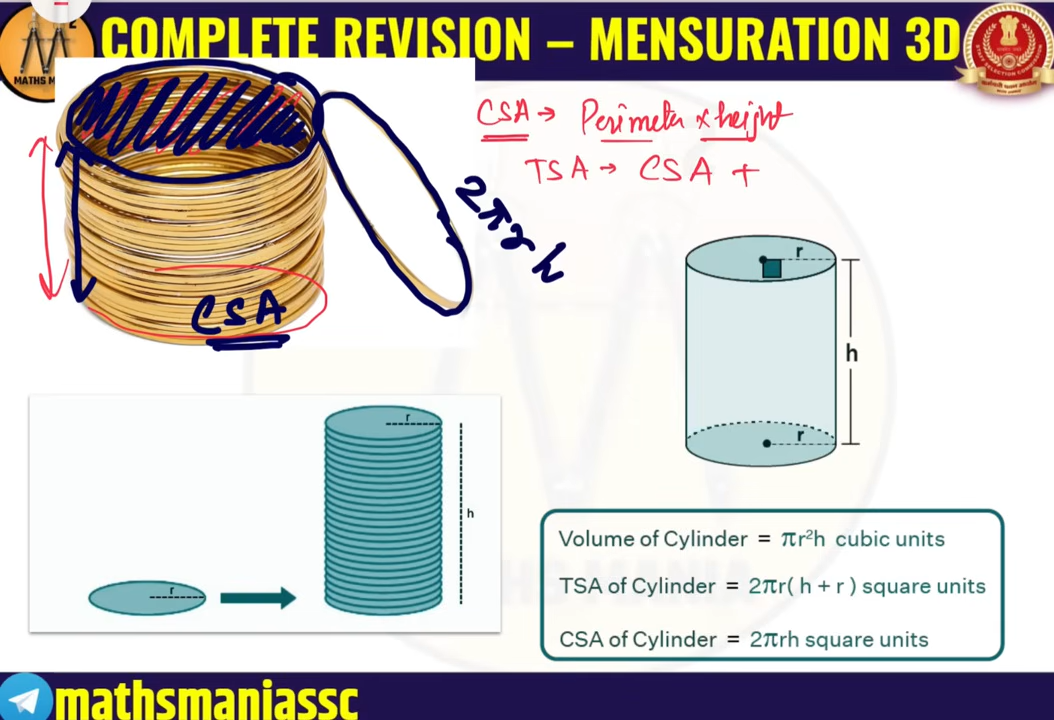 COMPLETE REVISION – MENSURATION 3D
MATHS M
CSA → Perimeter × height
TSA → CSA +
2πrh
CSA
r
h
r
r
r
h
Volume of Cylinder = πr²h cubic units
TSA of Cylinder = 2πr( h + r ) square units
CSA of Cylinder = 2πrh square units
mathsmaniassc